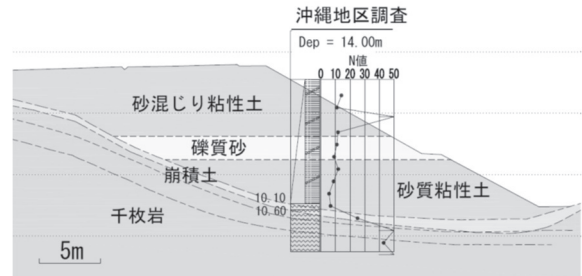 沖縄地区調査
Dep = 14.00m
N値
0 10 20 30 40 50
砂混じり粘性土
礫質砂
崩積土
砂質粘性土
10.10
10.60
千枚岩
5m